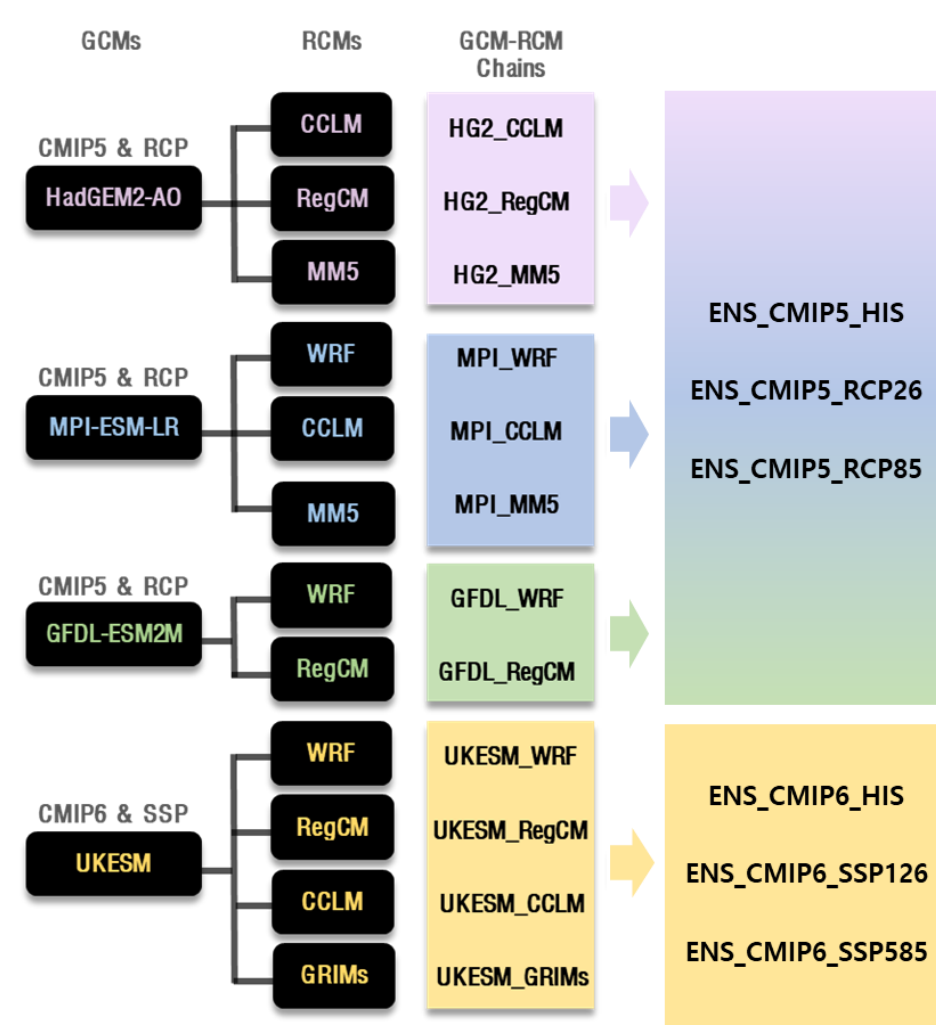 GCMs
RCMs
GCM-RCM
Chains
CMIP5 & RCP
HadGEM2-AO
CCLM
RegCM
MM5
HG2_CCLM
HG2_RegCM
HG2_MM5
CMIP5 & RCP
MPI-ESM-LR
WRF
CCLM
MM5
MPI_WRF
MPI_CCLM
MPI_MM5
CMIP5 & RCP
GFDL-ESM2M
WRF
RegCM
GFDL_WRF
GFDL_RegCM
ENS_CMIP5_HIS
ENS_CMIP5_RCP26
ENS_CMIP5_RCP85
CMIP6 & SSP
UKESM
WRF
RegCM
CCLM
GRIMs
UKESM_WRF
UKESM_RegCM
UKESM_CCLM
UKESM_GRIMs
ENS_CMIP6_HIS
ENS_CMIP6_SSP126
ENS_CMIP6_SSP585